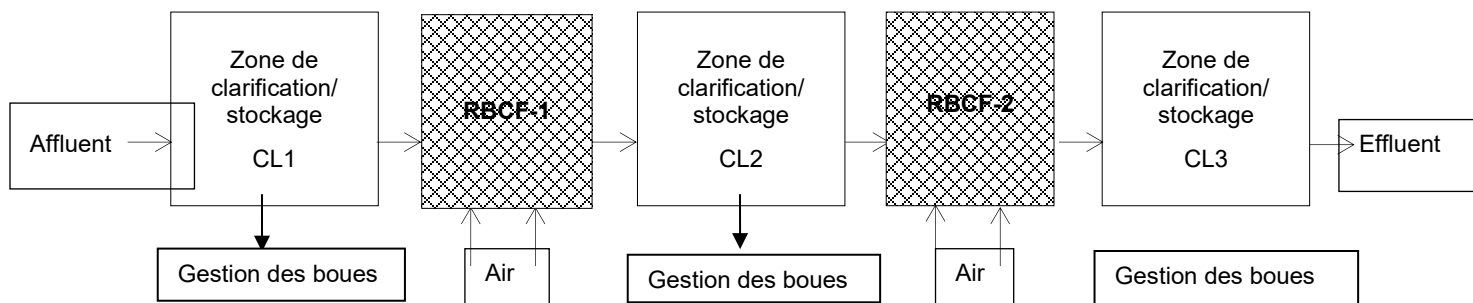 Affluent
Zone de
clarification/
stockage
CL1
RBCF-1
Zone de
clarification/
stockage
CL2
RBCF-2
Zone de
clarification/
stockage
CL3
Effluent
Gestion des boues
Air
Gestion des boues
Air
Gestion des boues